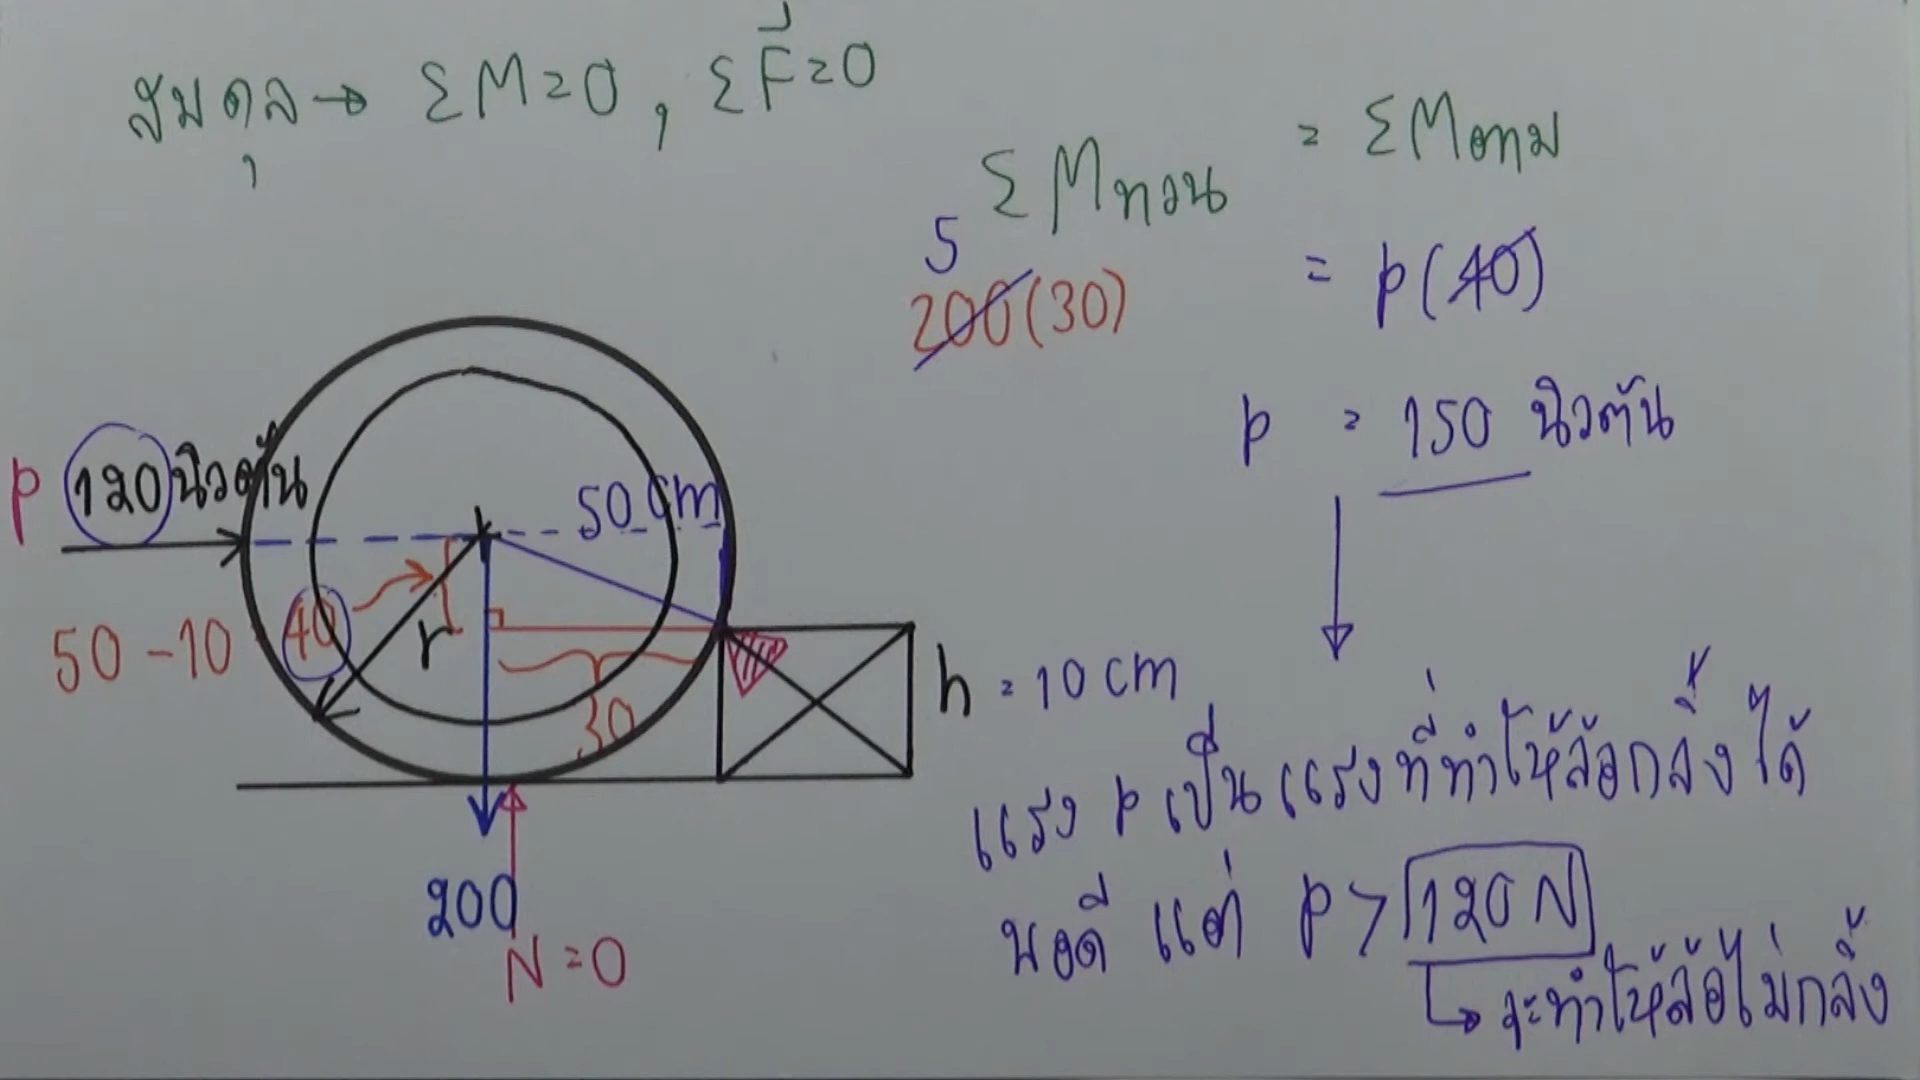 สมดุล → ΣM=0, ΣF=0
ΣMทวน = ΣMตาม
5
200(30) = p(40)
p = 150 นิวตัน
p 120 นิวตัน
50 cm
50-10 40
r
30
h = 10 cm
200
N=0
แรง p เป็นแรงที่ทำให้ล้อกลิ้งได้
พอดี แต่ p > 120 N
จะทำให้ล้อไม่กลิ้ง